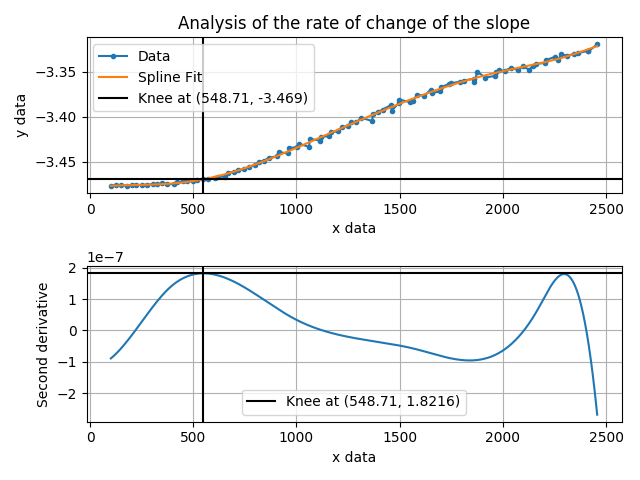 Analysis of the rate of change of the slope
Data
Spline Fit
Knee at (548.71, -3.469)
−3.35
−3.40
−3.45
y data
0 500 1000 1500 2000 2500
x data
1e−7
2
1
0
−1
−2
Second derivative
Knee at (548.71, 1.8216)
0 500 1000 1500 2000 2500
x data